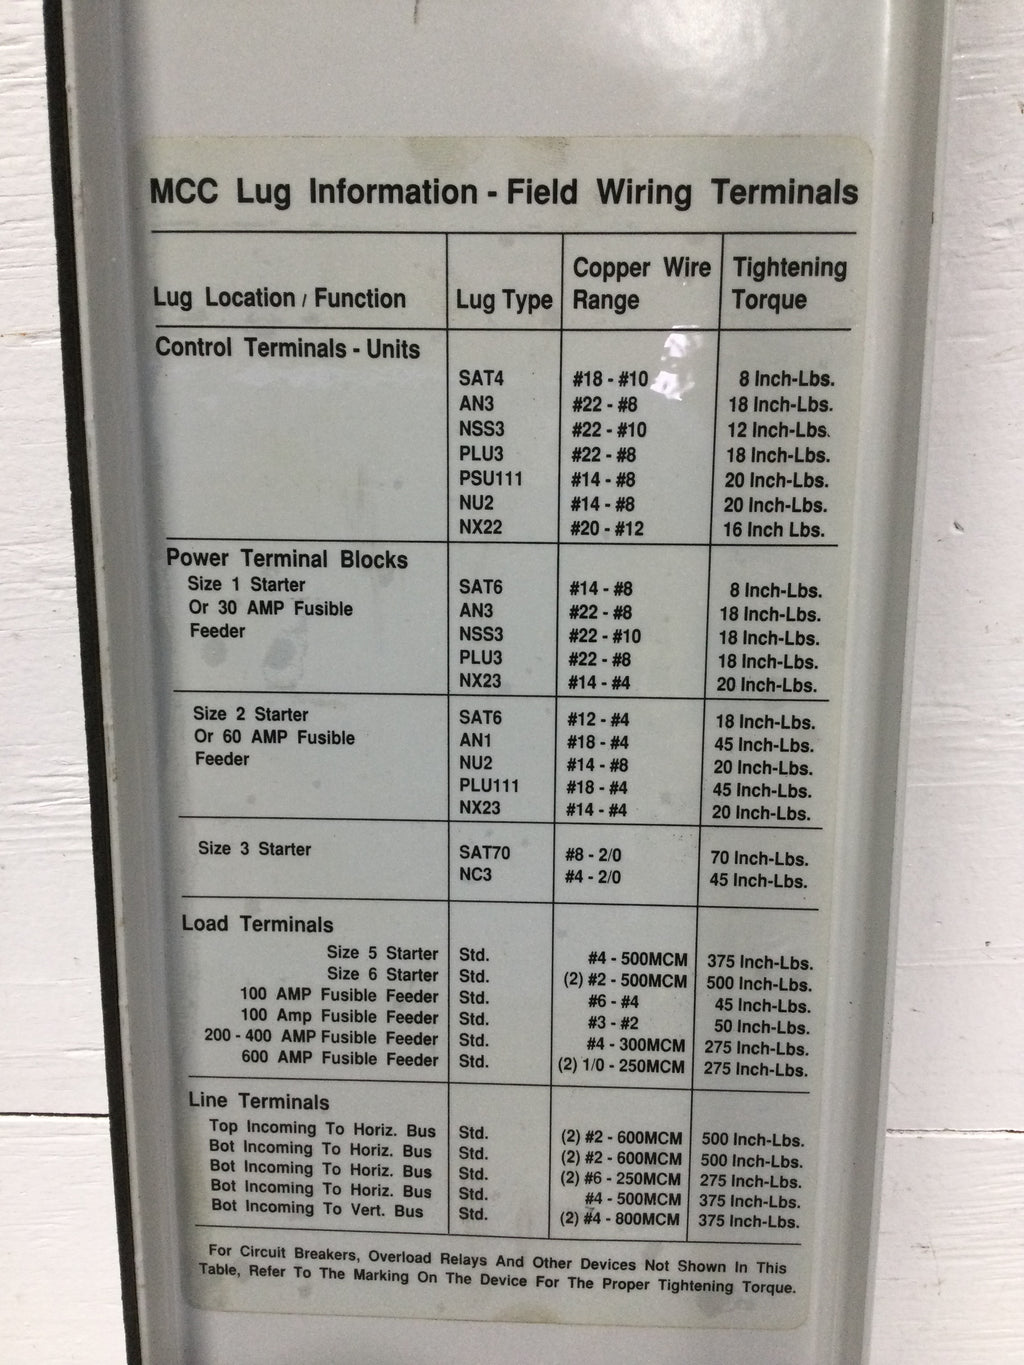 MCC Lug Information - Field Wiring Terminals
Lug Location / Function Lug Type Copper Wire Range Tightening Torque
Control Terminals - Units
SAT4 #18 - #10 8 Inch-Lbs.
AN3 #22 - #8 18 Inch-Lbs.
NSS3 #22 - #10 12 Inch-Lbs.
PLU3 #22 - #8 18 Inch-Lbs.
PSU111 #14 - #8 20 Inch-Lbs.
NU2 #14 - #8 20 Inch-Lbs.
NX22 #20 - #12 16 Inch Lbs.
Power Terminal Blocks
Size 1 Starter SAT6 #14 - #8 8 Inch-Lbs.
Or 30 AMP Fusible AN3 #22 - #8 18 Inch-Lbs.
Feeder NSS3 #22 - #10 18 Inch-Lbs.
PLU3 #22 - #8 18 Inch-Lbs.
NX23 #14 - #4 20 Inch-Lbs.
Size 2 Starter SAT6 #12 - #4 18 Inch-Lbs.
Or 60 AMP Fusible AN1 #18 - #4 45 Inch-Lbs.
Feeder NU2 #14 - #8 20 Inch-Lbs.
PLU111 #18 - #4 45 Inch-Lbs.
NX23 #14 - #4 20 Inch-Lbs.
Size 3 Starter SAT70 #8 - 2/0 70 Inch-Lbs.
NC3 #4 - 2/0 45 Inch-Lbs.
Load Terminals
Size 5 Starter Std. #4 - 500MCM 375 Inch-Lbs.
Size 6 Starter Std. (2) #2 - 500MCM 500 Inch-Lbs.
100 AMP Fusible Feeder Std. #6 - #4 45 Inch-Lbs.
100 Amp Fusible Feeder Std. #3 - #2 50 Inch-Lbs.
200 - 400 AMP Fusible Feeder Std. #4 - 300MCM 275 Inch-Lbs.
600 AMP Fusible Feeder Std. (2) 1/0 - 250MCM 275 Inch-Lbs.
Line Terminals
Top Incoming To Horiz. Bus Std. (2) #2 - 600MCM 500 Inch-Lbs.
Bot Incoming To Horiz. Bus Std. (2) #2 - 600MCM 500 Inch-Lbs.
Bot Incoming To Horiz. Bus Std. (2) #6 - 250MCM 275 Inch-Lbs.
Bot Incoming To Horiz. Bus Std. #4 - 500MCM 375 Inch-Lbs.
Bot Incoming To Vert. Bus Std. (2) #4 - 800MCM 375 Inch-Lbs.
For Circuit Breakers, Overload Relays And Other Devices Not Shown In This
Table, Refer To The Marking On The Device For The Proper Tightening Torque.